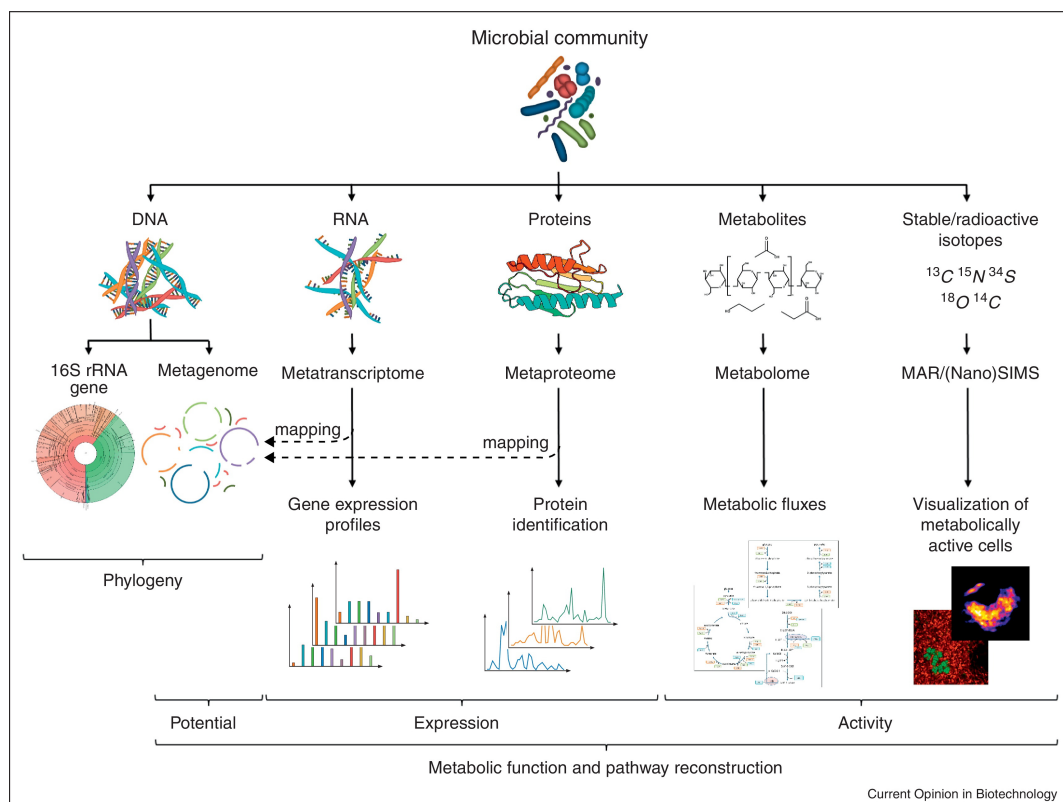 Microbial community
DNA
RNA
Proteins
Metabolites
Stable/radioactive
isotopes
¹³C ¹⁵N ³⁴S
¹⁸O ¹⁴C
16S rRNA
gene
Metagenome
Metatranscriptome
Metaproteome
Metabolome
MAR/(Nano)SIMS
mapping
mapping
Gene expression
profiles
Protein
identification
Metabolic fluxes
Visualization of
metabolically
active cells
Phylogeny
Potential
Expression
Activity
Metabolic function and pathway reconstruction
Current Opinion in Biotechnology